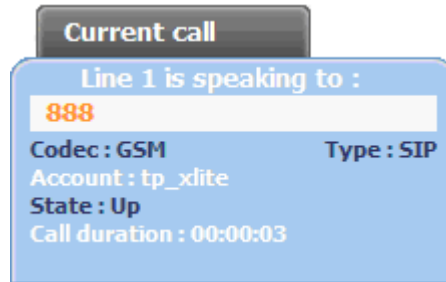 Current call
Line 1 is speaking to :
888
Codec : GSM Type : SIP
Account : tp_xlite
State : Up
Call duration : 00:00:03